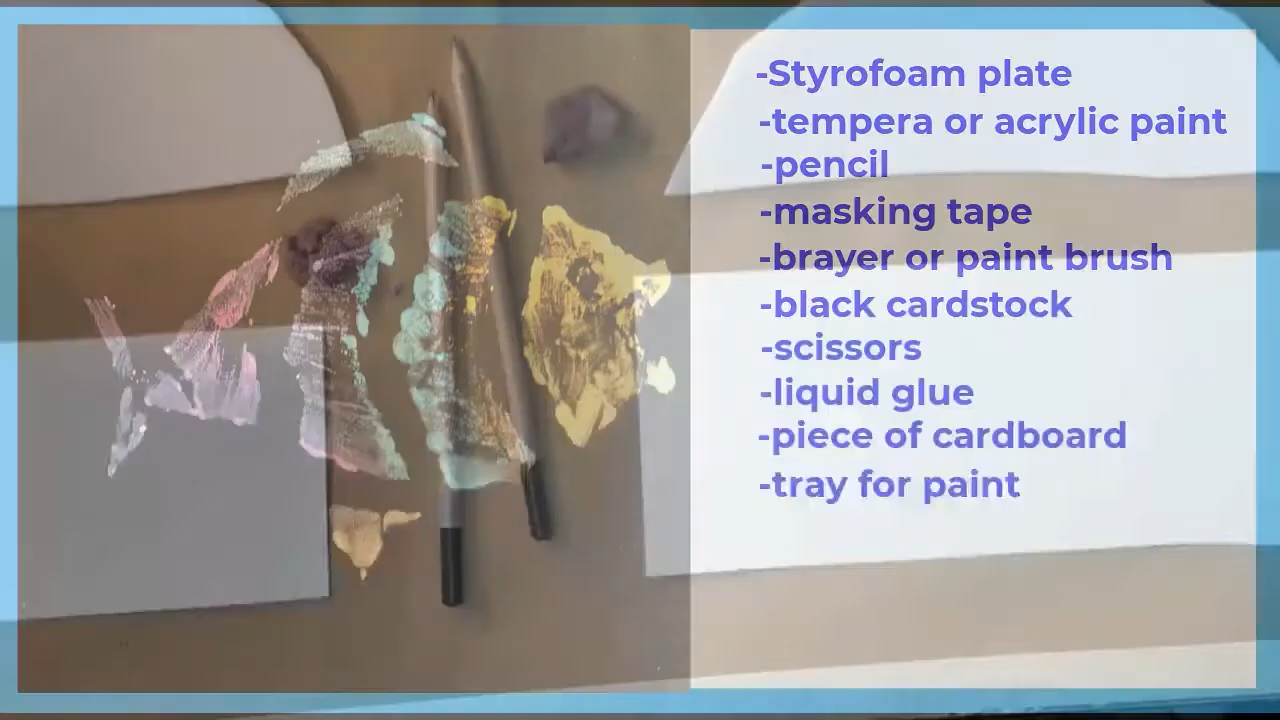 -Styrofoam plate
-tempera or acrylic paint
-pencil
-masking tape
-brayer or paint brush
-black cardstock
-scissors
-liquid glue
-piece of cardboard
-tray for paint